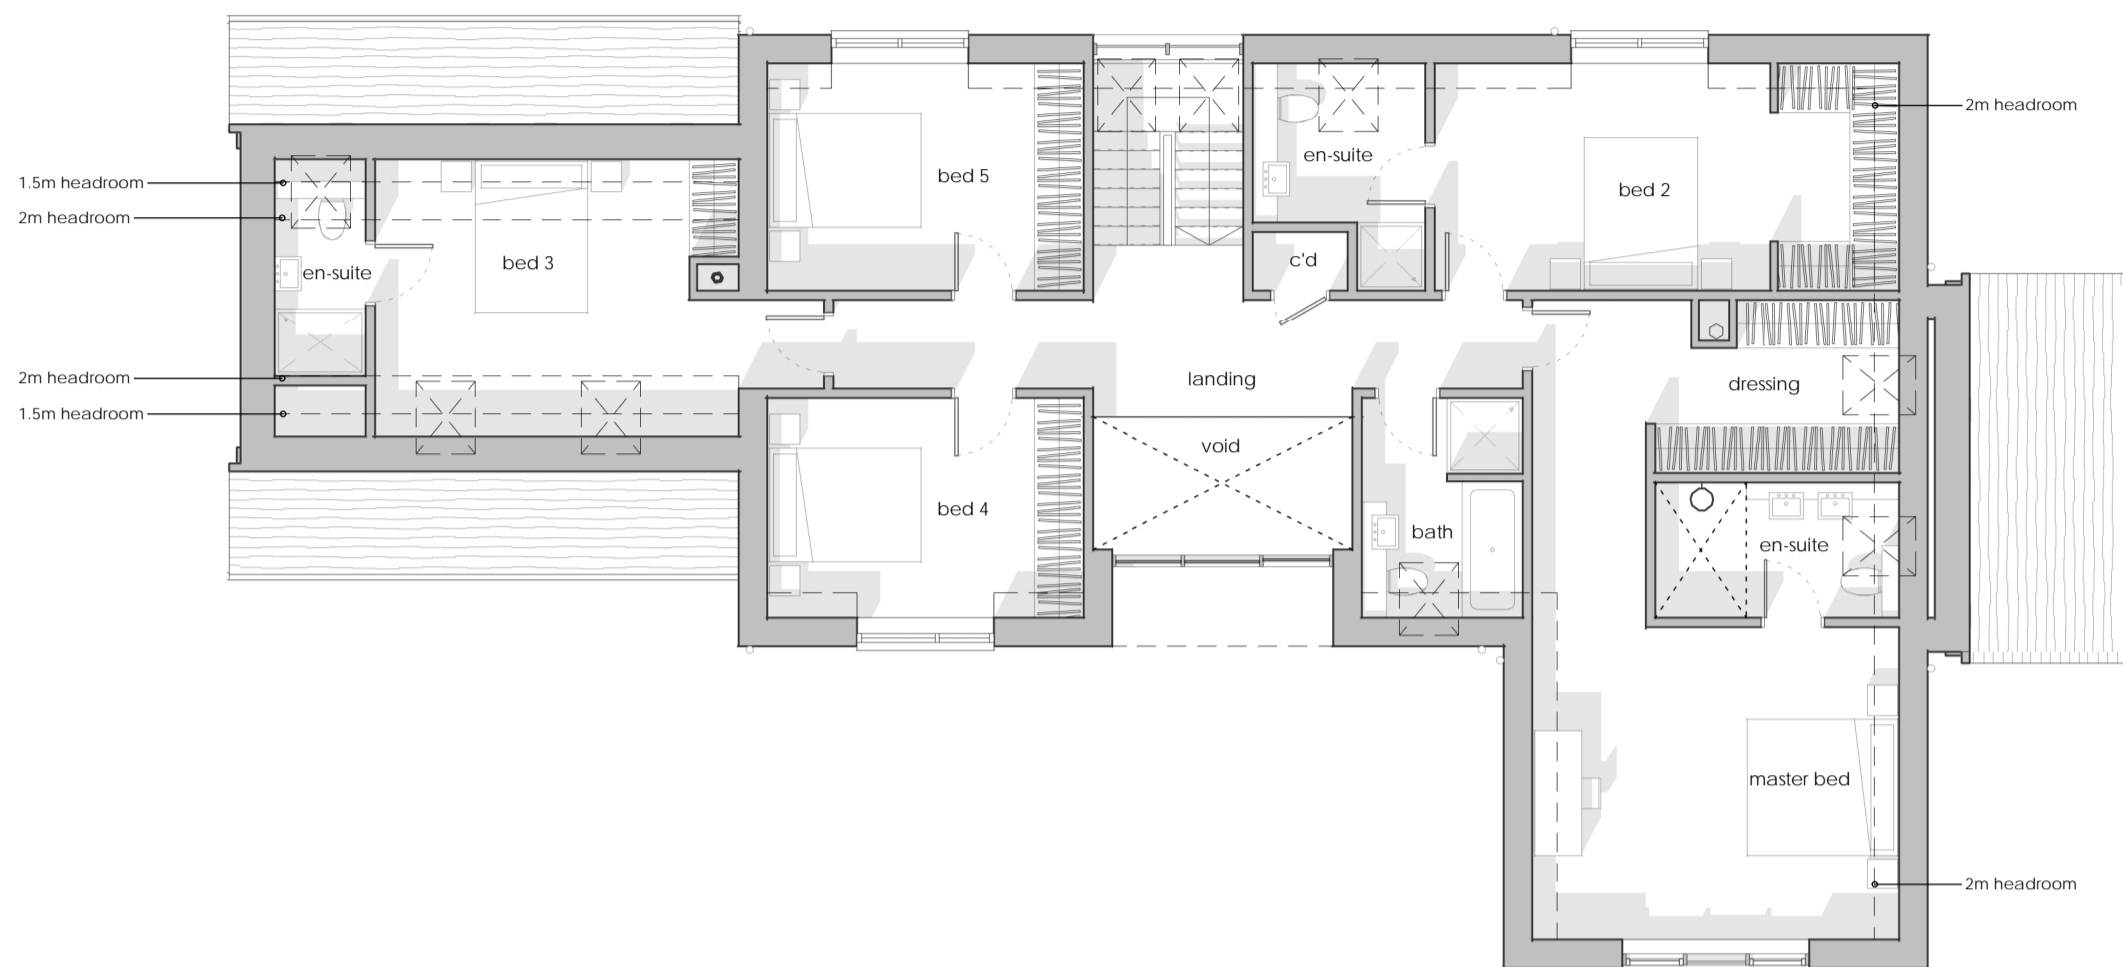 2m headroom
en-suite
bed 5
bed 2
1.5m headroom
2m headroom
c'd
en-suite
bed 3
2m headroom
landing
dressing
1.5m headroom
void
bed 4
bath
en-suite
master bed
2m headroom